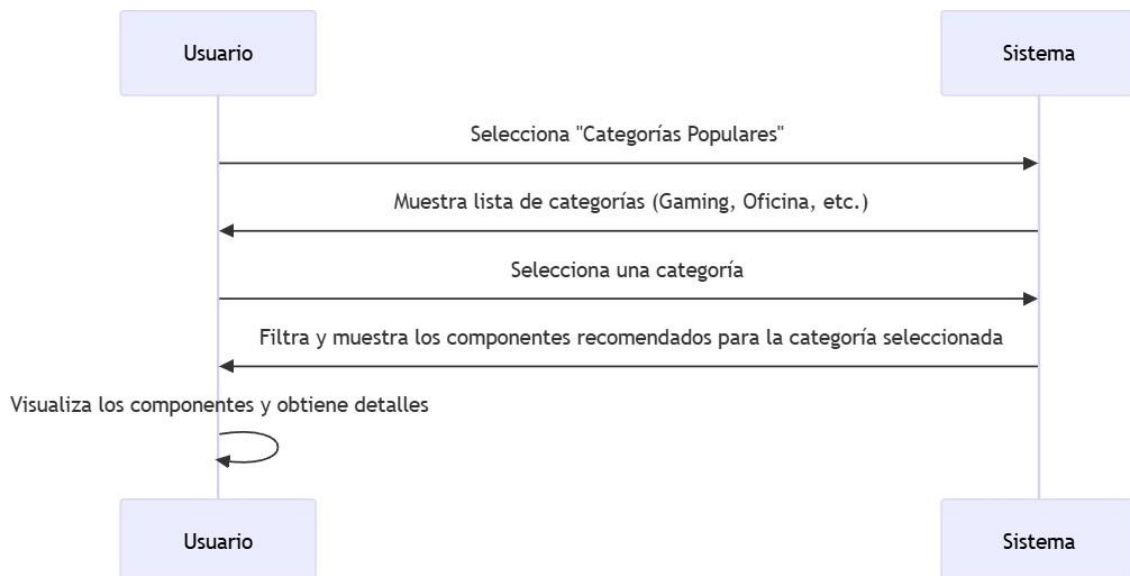 Usuario
Sistema
Selecciona "Categorías Populares"
Muestra lista de categorías (Gaming, Oficina, etc.)
Selecciona una categoría
Filtra y muestra los componentes recomendados para la categoría seleccionada
Visualiza los componentes y obtiene detalles
Usuario
Sistema